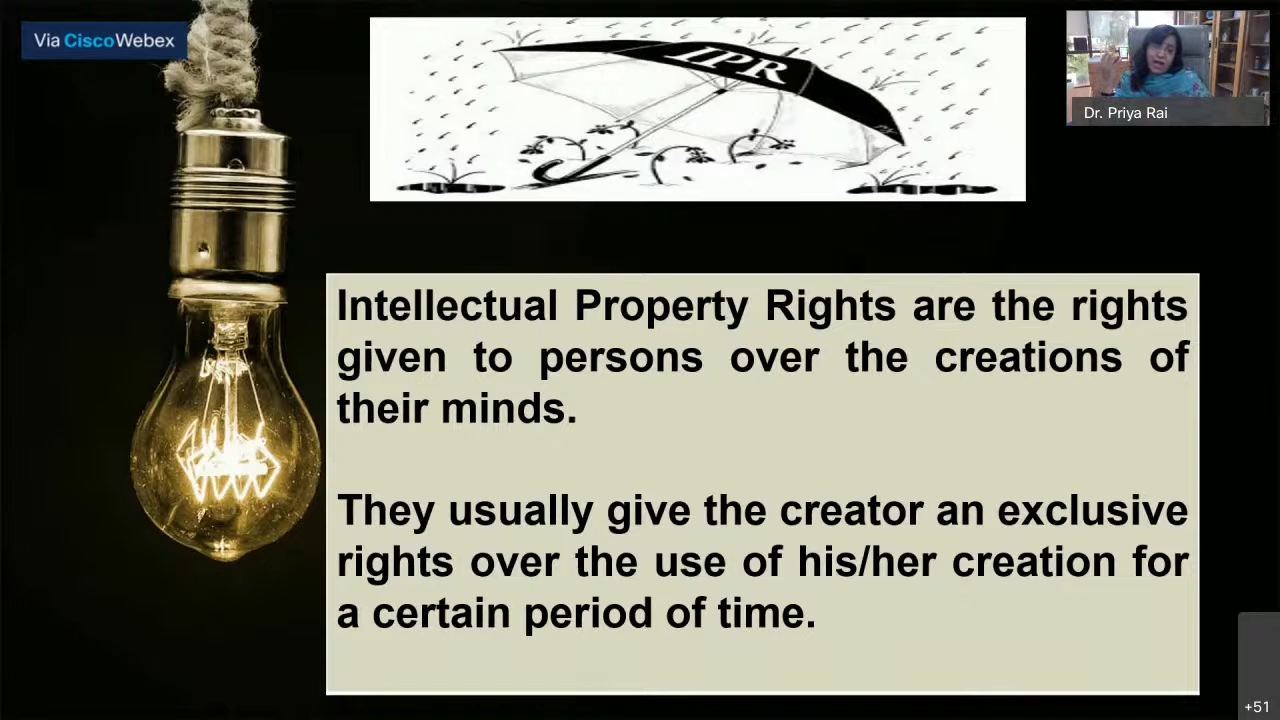 Via Cisco Webex
IPR
Dr. Priya Rai
Intellectual Property Rights are the rights
given to persons over the creations of
their minds.
They usually give the creator an exclusive
rights over the use of his/her creation for
a certain period of time.
+51